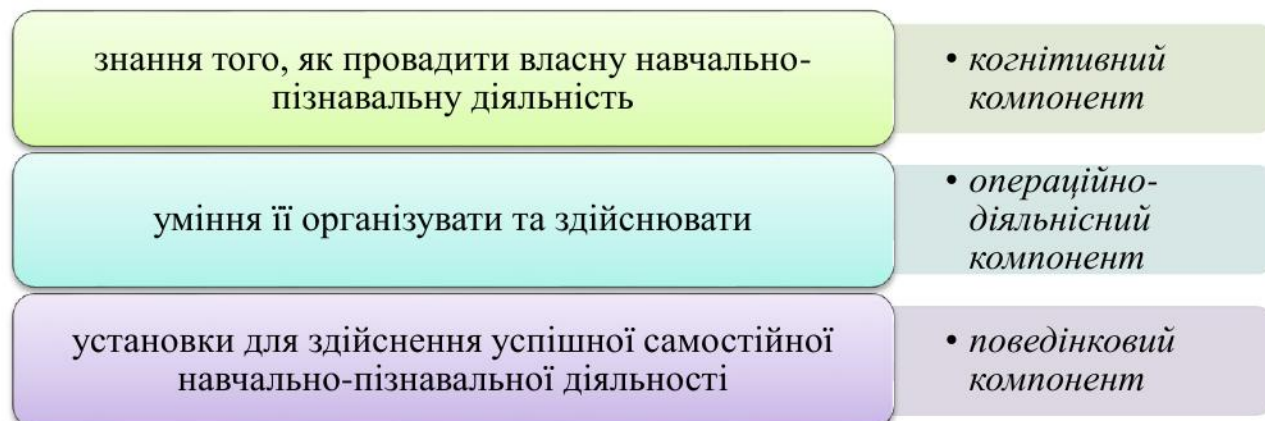 знання того, як провадити власну навчально-
пізнавальну діяльність
• когнітивний
компонент
уміння її організувати та здійснювати
• операційно-
діяльнісний
компонент
установки для здійснення успішної самостійної
навчально-пізнавальної діяльності
• поведінковий
компонент